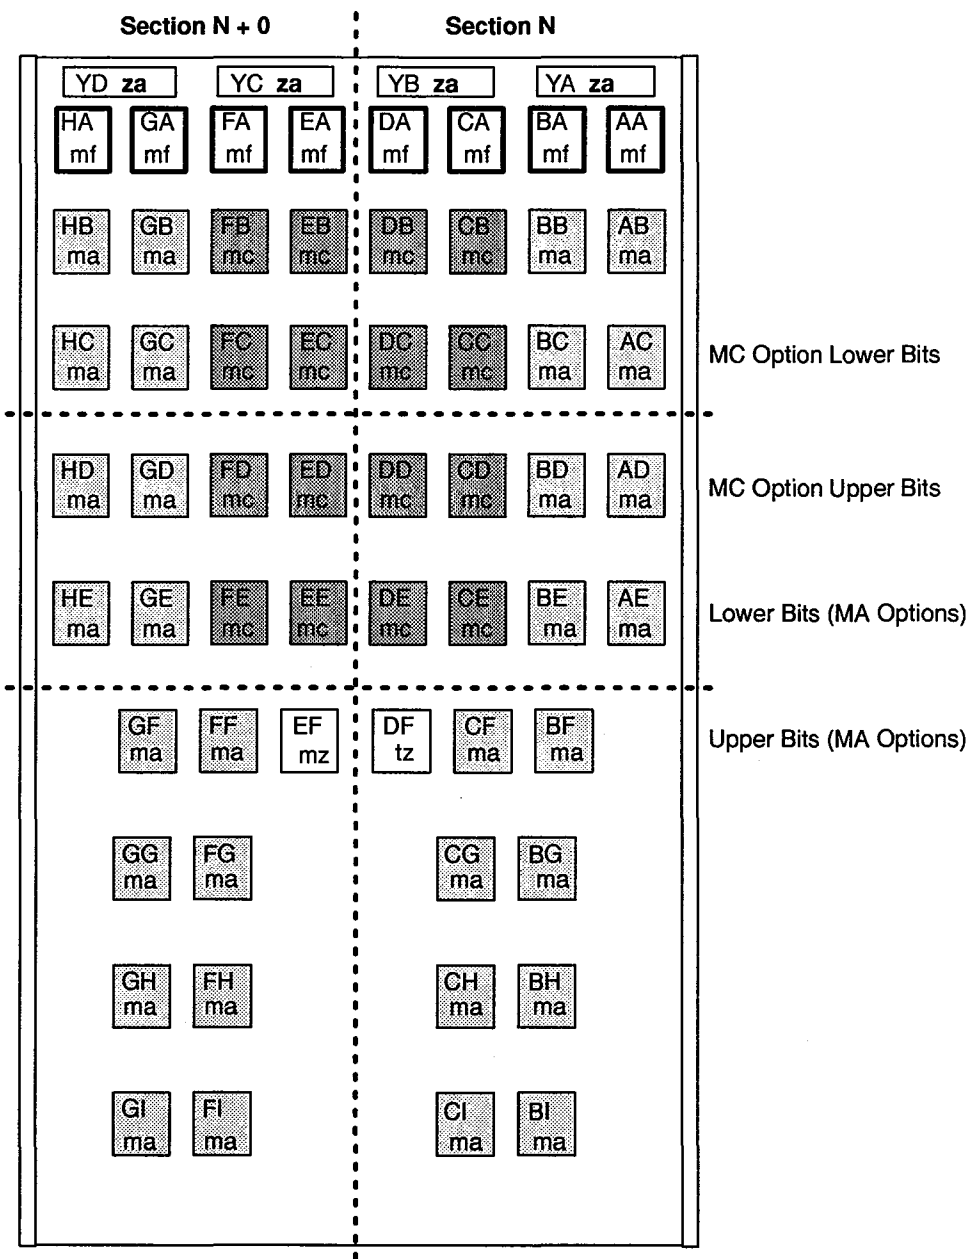 Section N + 0 Section N
YD za YC za YB za YA za
HA GA FA EA DA CA BA AA
mf mf mf mf mf mf mf mf
HB GB FB EB DB CB BB AB
ma ma mc mc mc mc ma ma
HC GC FC EC DC CC BC AC
ma ma mc mc mc mc ma ma
MC Option Lower Bits
HD GD FD ED DD CD BD AD
ma ma mc mc mc mc ma ma
MC Option Upper Bits
HE GE FE EE DE CE BE AE
ma ma mc mc mc mc ma ma
Lower Bits (MA Options)
GF FF EF DF CF BF
ma ma mz tz ma ma
Upper Bits (MA Options)
GG FG CG BG
ma ma ma ma
GH FH CH BH
ma ma ma ma
GI FI CI BI
ma ma ma ma